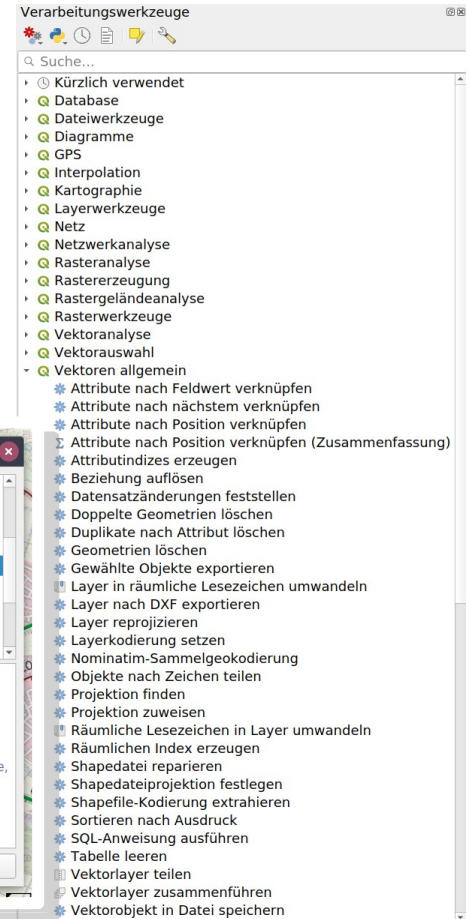 Verarbeitungswerkzeuge
Suche...
Kürzlich verwendet
Database
Dateiwerkzeuge
Diagramme
GPS
Interpolation
Kartographie
Layerwerkzeuge
Netz
Netzwerkanalyse
Rasteranalyse
Rastererzeugung
Rastergeländeanalyse
Rasterwerkzeuge
Vektoranalyse
Vektorauswahl
Vektoren allgemein
Attribute nach Feldwert verknüpfen
Attribute nach nächstem verknüpfen
Attribute nach Position verknüpfen
Attribute nach Position verknüpfen (Zusammenfassung)
Attributindizes erzeugen
Beziehung auflösen
Datensatzänderungen feststellen
Doppelte Geometrien löschen
Duplikate nach Attribut löschen
Geometrien löschen
Gewählte Objekte exportieren
Layer in räumliche Lesezeichen umwandeln
Layer nach DXF exportieren
Layer reprojizieren
Layerkodierung setzen
Nominatim-Sammelgeokodierung
Objekte nach Zeichen teilen
Projektion finden
Projektion zuweisen
Räumliche Lesezeichen in Layer umwandeln
Räumlichen Index erzeugen
Shapedatei reparieren
Shapedateiprojektion festlegen
Shapefile-Kodierung extrahieren
Sortieren nach Ausdruck
SQL-Anweisung ausführen
Tabelle leeren
Vektorlayer teilen
Vektorlayer zusammenführen
Vektorobjekt in Datei speichern